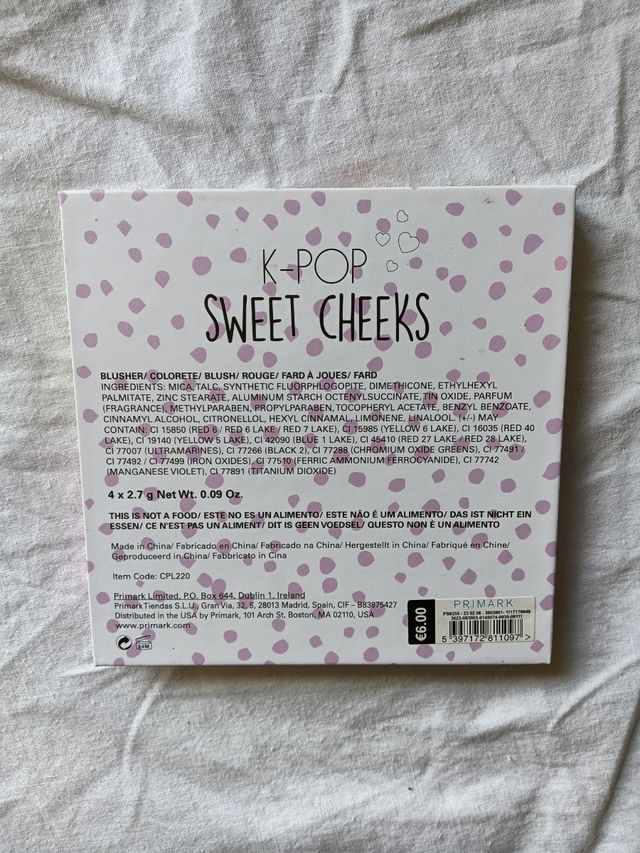 K-POP
SWEET CHEEKS
BLUSHER/ COLORETE/ BLUSH/ ROUGE/ FARD À JOUES/ FARD
INGREDIENTS: MICA, TALC, SYNTHETIC FLUORPHLOGOPITE, DIMETHICONE, ETHYLHEXYL
PALMITATE, ZINC STEARATE, ALUMINUM STARCH OCTENYLSUCCINATE, TIN OXIDE, PARFUM
(FRAGRANCE), METHYLPARABEN, PROPYLPARABEN, TOCOPHERYL ACETATE, BENZYL BENZOATE,
CINNAMYL ALCOHOL, CITRONELLOL, HEXYL CINNAMAL, LIMONENE, LINALOOL. (+/-) MAY
CONTAIN: CI 15850 (RED 6 / RED 6 LAKE / RED 7 LAKE), CI 15985 (YELLOW 6 LAKE), CI 16035 (RED 40
LAKE), CI 19140 (YELLOW 5 LAKE), CI 42090 (BLUE 1 LAKE), CI 45410 (RED 27 LAKE/ RED 28 LAKE),
CI 77007 (ULTRAMARINES), CI 77266 (BLACK 2), CI 77288 (CHROMIUM OXIDE GREENS), CI 77491 /
CI 77492 / CI 77499 (IRON OXIDES), CI 77510 (FERRIC AMMONIUM FERROCYANIDE), CI 77742
(MANGANESE VIOLET), CI 77891 (TITANIUM DIOXIDE)
4 x 2.7 g Net Wt. 0.09 Oz.
THIS IS NOT A FOOD/ ESTE NO ES UN ALIMENTO/ ESTE NÃO É UM ALIMENTO/ DAS IST NICHT EIN
ESSEN/ CE N'EST PAS UN ALIMENT/ DIT IS GEEN VOEDSEL/ QUESTO NON È UN ALIMENTO
Made in China/ Fabricado en China/ Fabricado na China/ Hergestellt in China/ Fabriqué en Chine/
Geproduceerd in China/ Fabbricato in Cina
Item Code: CPL220
Primark Limited, P.O. Box 644, Dublin 1, Ireland
Primark Tiendas S.L.U., Gran Via, 32, 5, 28013 Madrid, Spain, CIF – B83875427
Distributed in the USA by Primark, 101 Arch St, Boston, MA 02110, USA
www.primark.com
24M
€6.00
PRIMARK
5 397172 811097 >